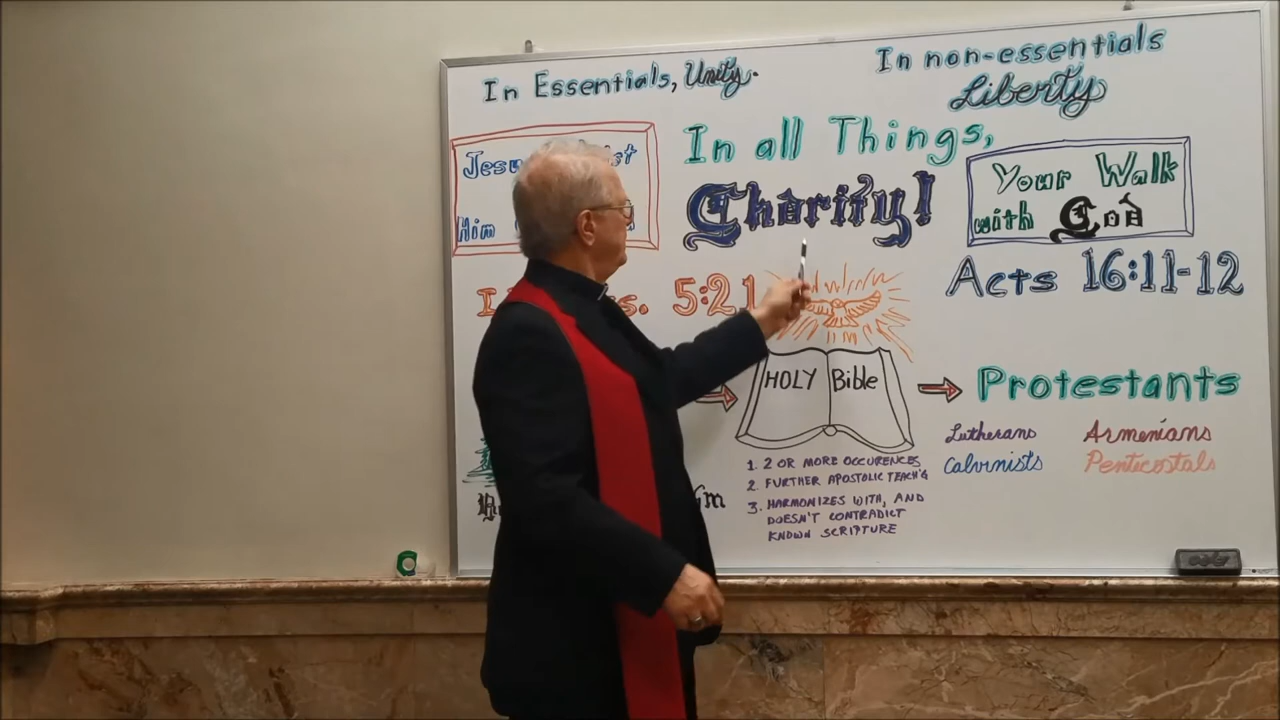 In Essentials, Unity.
In non-essentials
Liberty
In all Things,
Charity!
Him
Your Walk
with God
5:21
Acts 16:11-12
HOLY Bible
Protestants
Lutherans
Armenians
Calvinists
Pentecostals
1. 2 OR MORE OCCURENCES
2. FURTHER APOSTOLIC TEACH'G
3. HARMONIZES WITH, AND
DOESN'T CONTRADICT
KNOWN SCRIPTURE